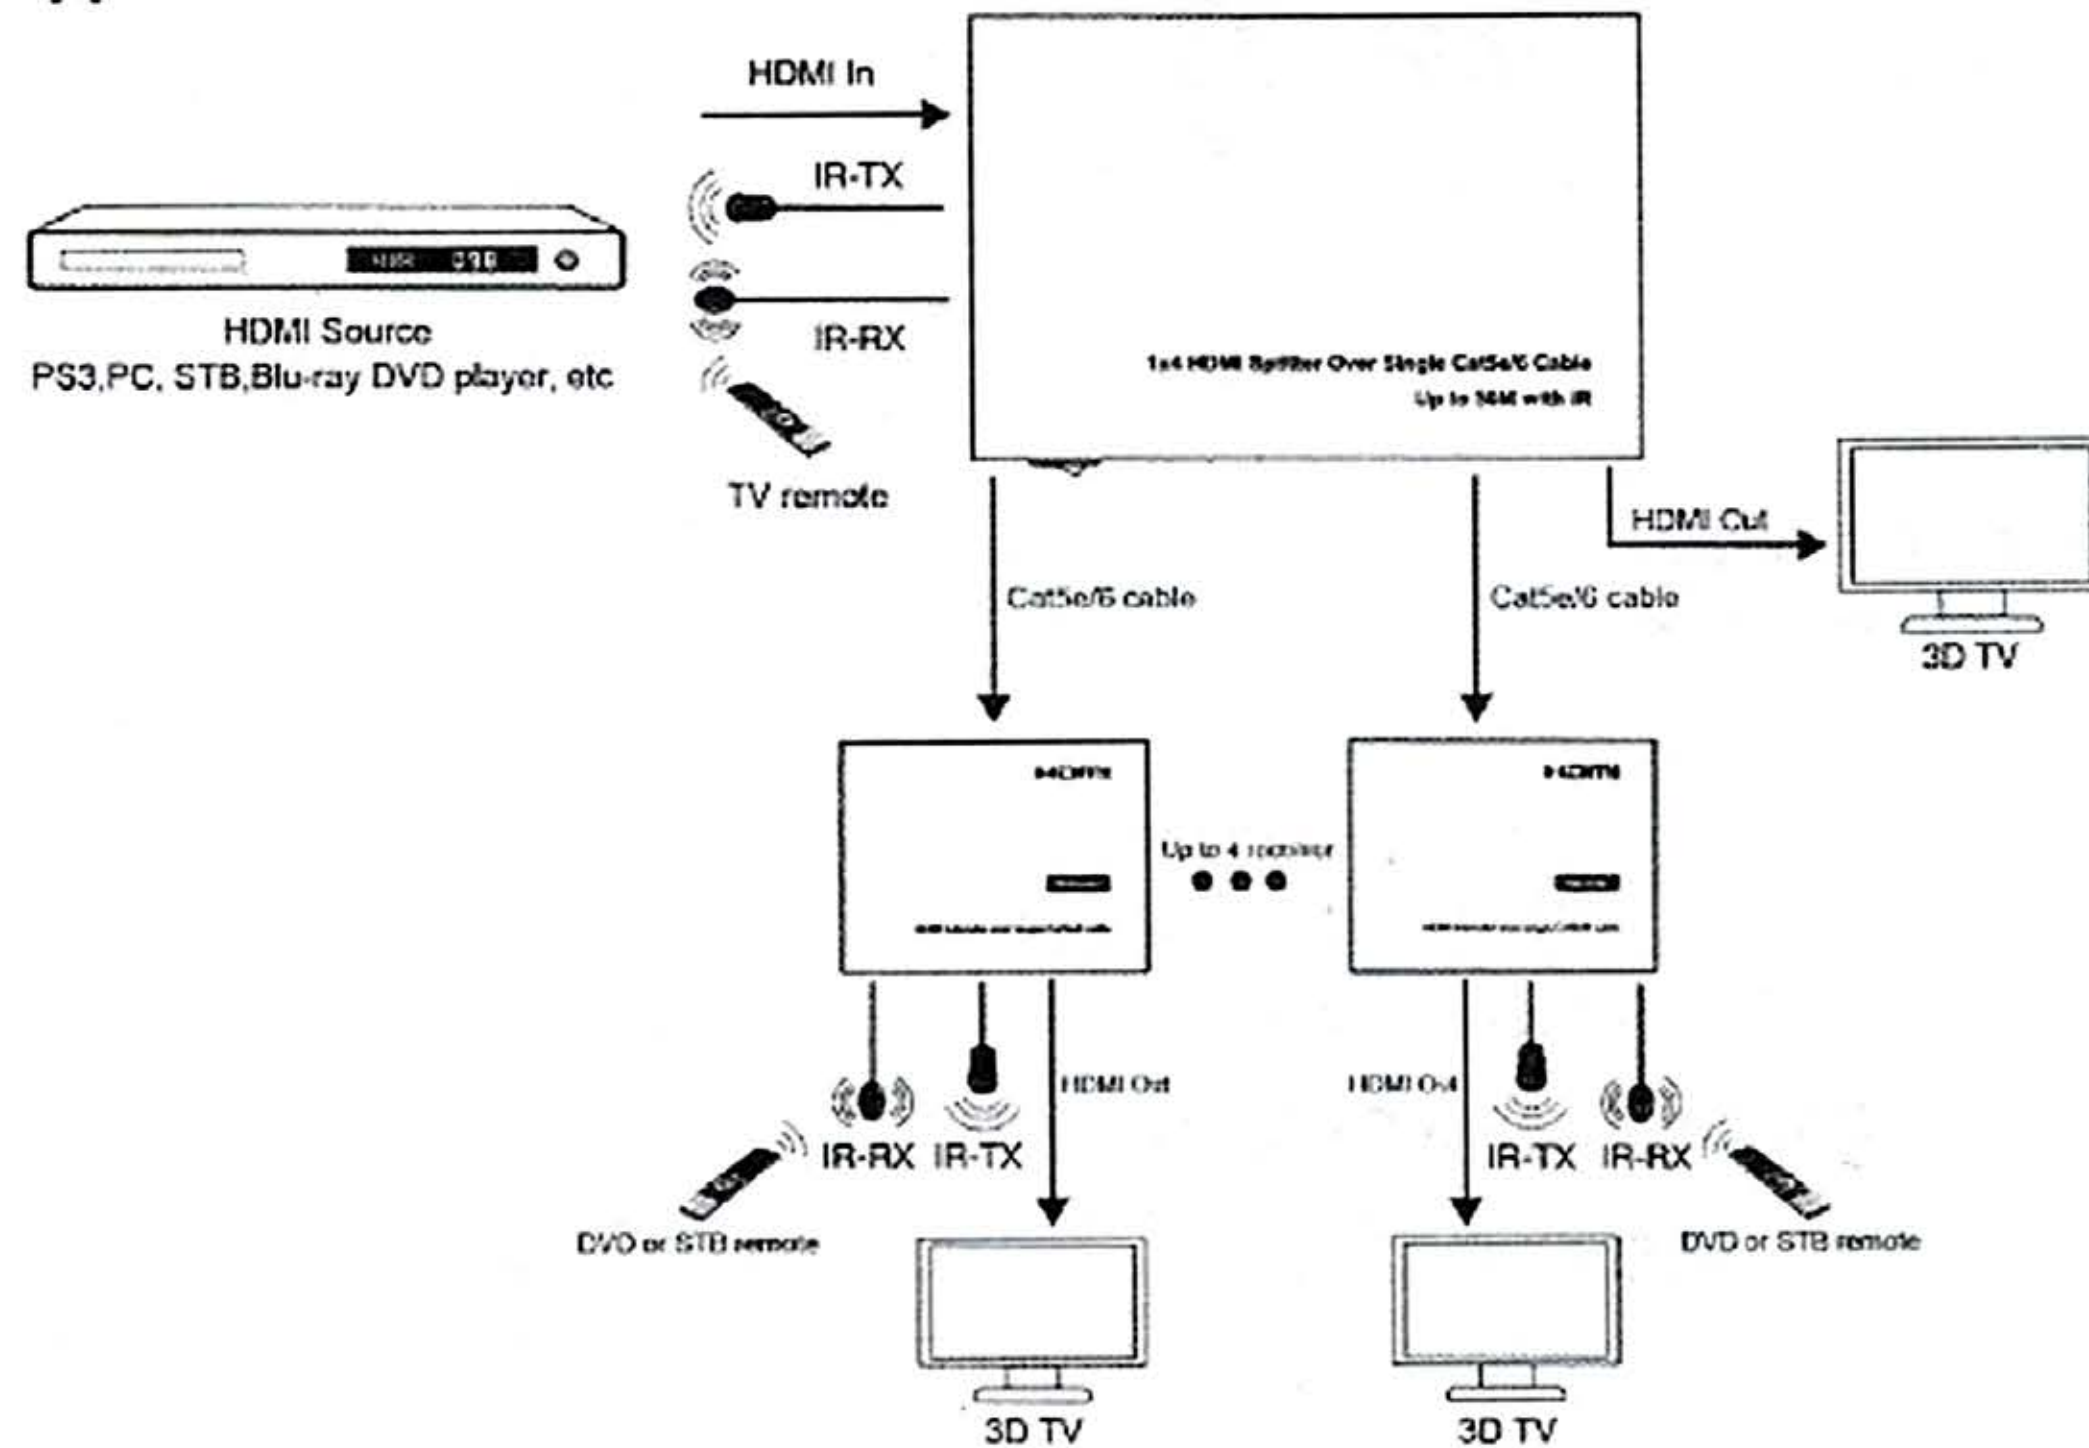 HDMI In
IR-TX
IR-RX
HDMI Source
PS3,PC, STB,Blu-ray DVD player, etc
TV remote
1x4 HDMI Splitter Over Single Cat5e/6 Cable
Up to with IR
HDMI Out
3D TV
Cat5e/6 cable
Cat5e/6 cable
HDMI
HDMI
Up to 4 receiver
HDMI Out
HDMI Out
IR-RX IR-TX
IR-TX IR-RX
DVD or STB remote
DVD or STB remote
3D TV
3D TV